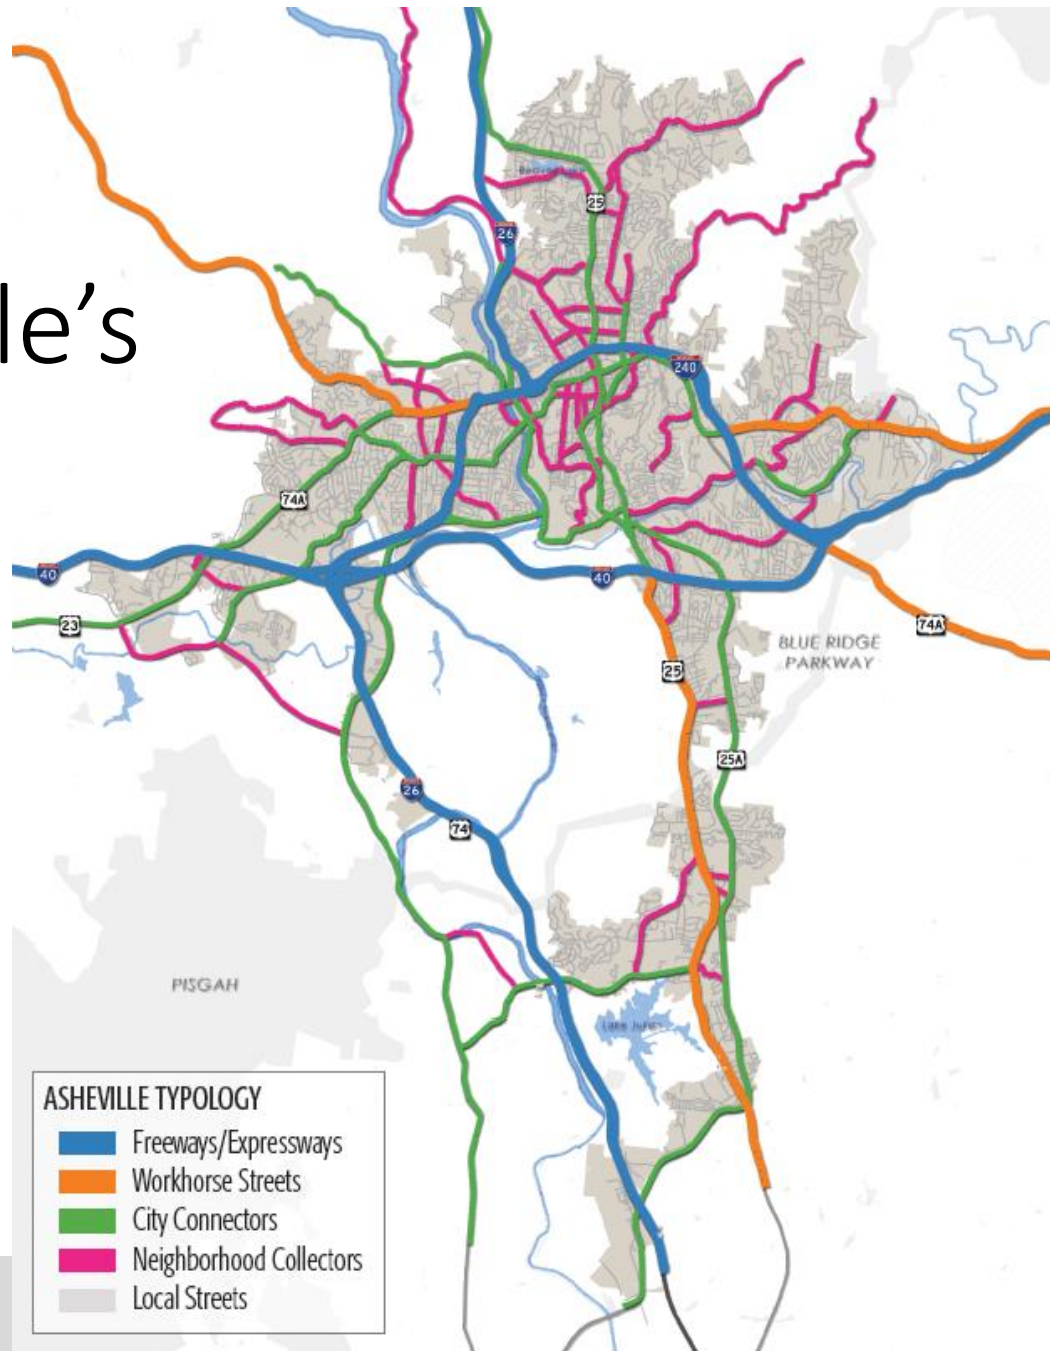 le’s
25
26
240
74A
40
40
23
74A
BLUE RIDGE
PARKWAY
25
25A
26
74
PISGAH
ASHEVILLE TYPOLOGY
Freeways/Expressways
Workhorse Streets
City Connectors
Neighborhood Collectors
Local Streets